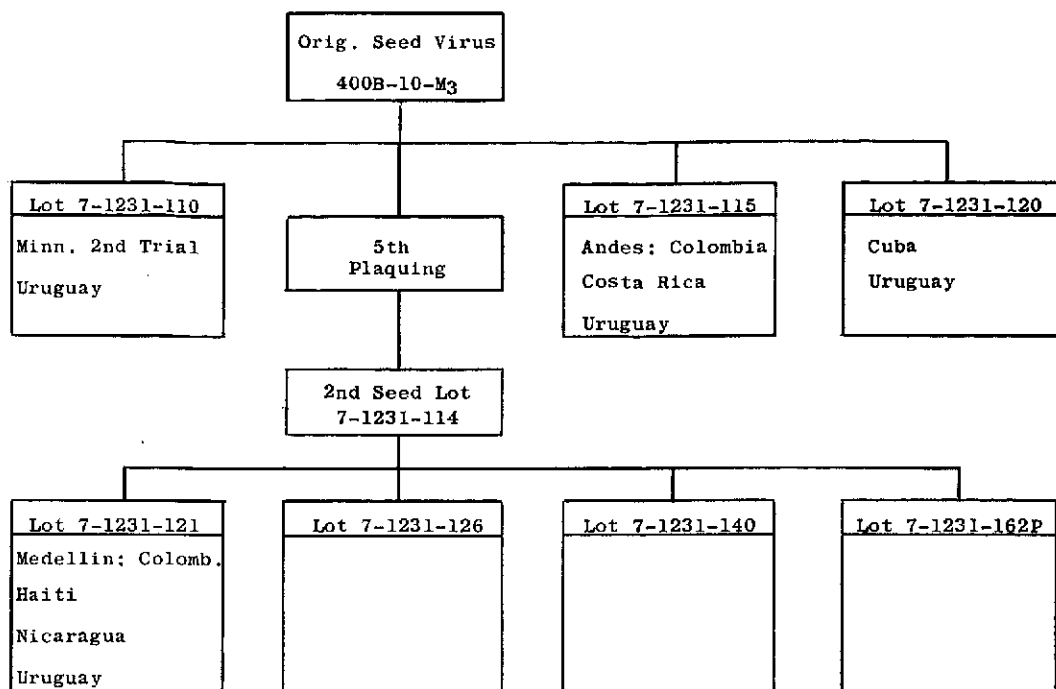 Orig. Seed Virus
400B-10-M3
Lot 7-1231-110
Minn. 2nd Trial
Uruguay
5th
Plaquing
Lot 7-1231-115
Andes: Colombia
Costa Rica
Uruguay
Lot 7-1231-120
Cuba
Uruguay
2nd Seed Lot
7-1231-114
Lot 7-1231-121
Medellin: Colomb.
Haiti
Nicaragua
Uruguay
Lot 7-1231-126
Lot 7-1231-140
Lot 7-1231-162P